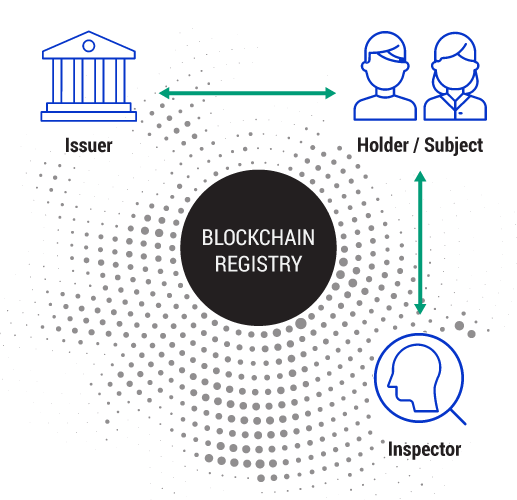 Issuer
Holder / Subject
BLOCKCHAIN
REGISTRY
Inspector